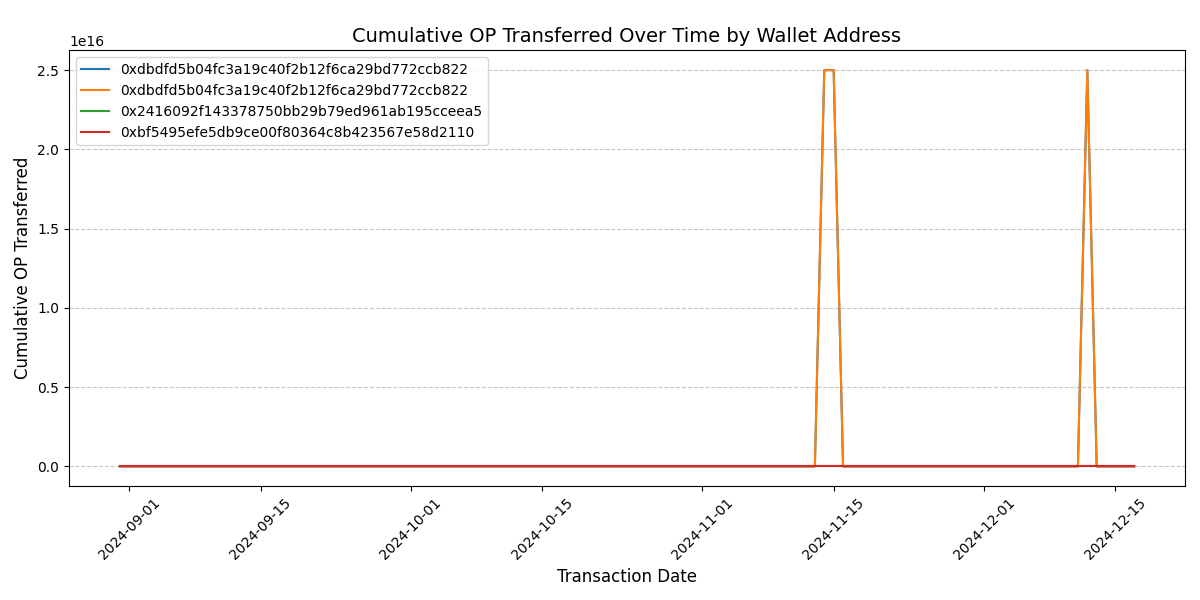 Cumulative OP Transferred Over Time by Wallet Address
1e16
0xdbdfd5b04fc3a19c40f2b12f6ca29bd772ccb822
0xdbdfd5b04fc3a19c40f2b12f6ca29bd772ccb822
0x2416092f143378750bb29b79ed961ab195cceea5
0xbf5495efe5db9ce00f80364c8b423567e58d2110
Cumulative OP Transferred
2.5
2.0
1.5
1.0
0.5
0.0
2024-09-01
2024-09-15
2024-10-01
2024-10-15
2024-11-01
2024-11-15
2024-12-01
2024-12-15
Transaction Date